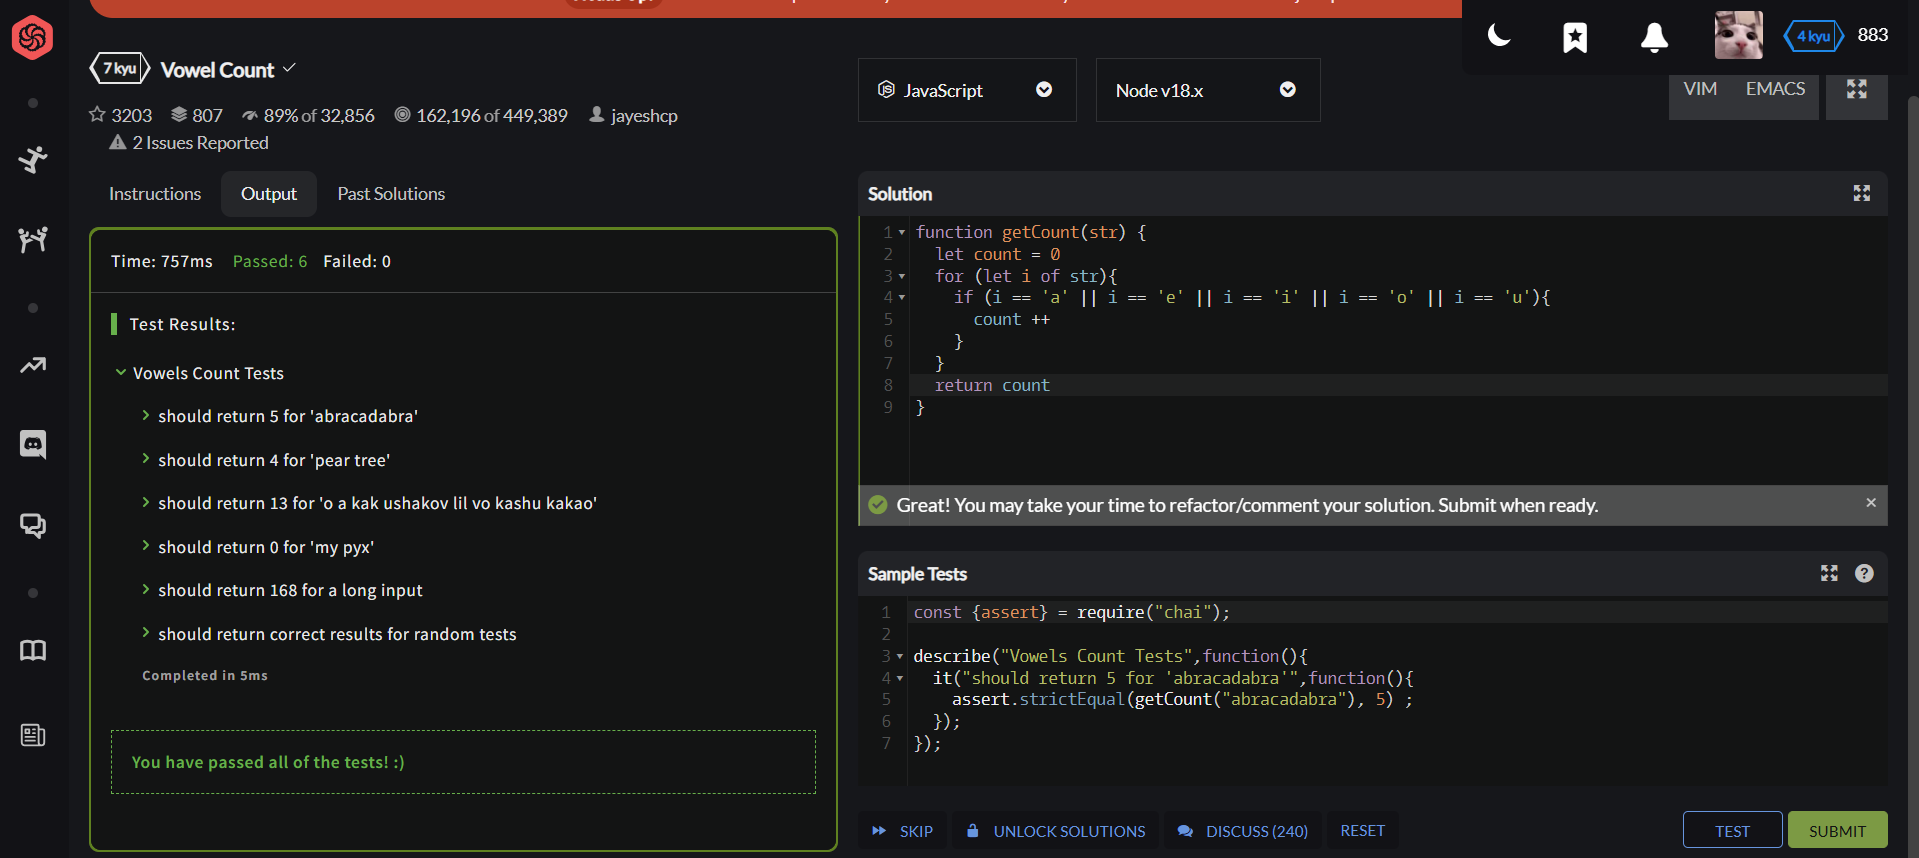 4 kyu
883
7 kyu
Vowel Count
3203
807
89% of 32,856
162,196 of 449,389
jayeshcp
2 Issues Reported
JavaScript
Node v18.x
VIM
EMACS
Instructions
Output
Past Solutions
Time: 757ms
Passed: 6
Failed: 0
Test Results:
Vowels Count Tests
should return 5 for 'abracadabra'
should return 4 for 'pear tree'
should return 13 for 'o a kak ushakov lil vo kashu kakao'
should return 0 for 'my pyx'
should return 168 for a long input
should return correct results for random tests
Completed in 5ms
You have passed all of the tests! :)
Solution
1 function getCount(str) {
2 let count = 0
3 for (let i of str){
4 if (i == 'a' || i == 'e' || i == 'i' || i == 'o' || i == 'u'){
5 count ++
6 }
7 }
8 return count
9 }
Great! You may take your time to refactor/comment your solution. Submit when ready.
Sample Tests
1 const {assert} = require("chai");
2
3 describe("Vowels Count Tests",function(){
4 it("should return 5 for 'abracadabra'",function(){
5 assert.strictEqual(getCount("abracadabra"), 5) ;
6 });
7 });
SKIP
UNLOCK SOLUTIONS
DISCUSS (240)
RESET
TEST
SUBMIT